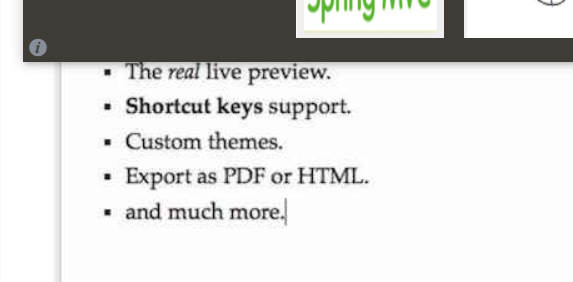 Spring MVC
i
The real live preview.
Shortcut keys support.
Custom themes.
Export as PDF or HTML.
and much more.